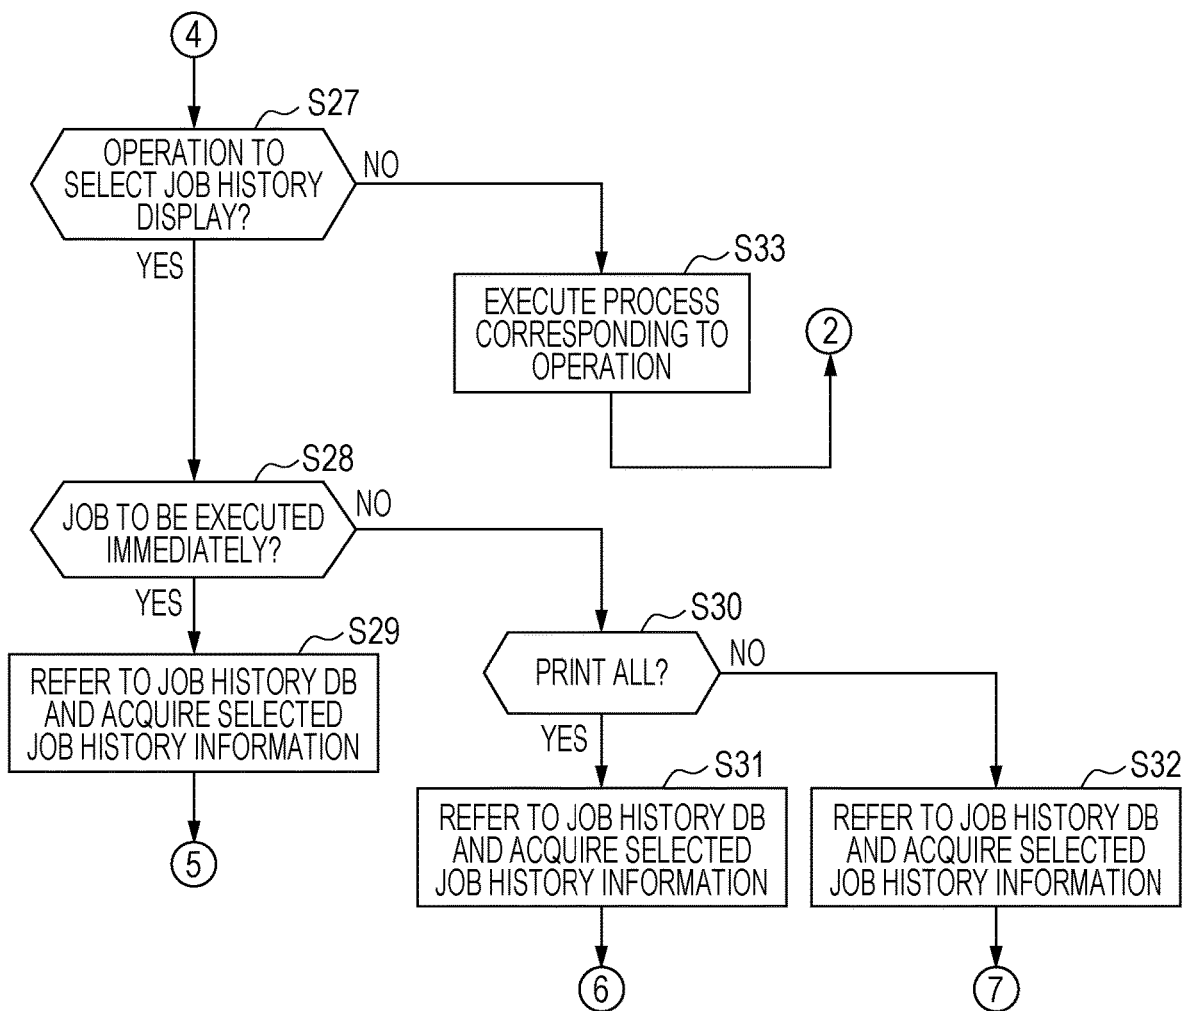 4
S27
OPERATION TO
SELECT JOB HISTORY
DISPLAY?
NO
YES
S33
EXECUTE PROCESS
CORRESPONDING TO
OPERATION
2
S28
JOB TO BE EXECUTED
IMMEDIATELY?
NO
YES
S29
REFER TO JOB HISTORY DB
AND ACQUIRE SELECTED
JOB HISTORY INFORMATION
5
S30
PRINT ALL?
NO
YES
S31
REFER TO JOB HISTORY DB
AND ACQUIRE SELECTED
JOB HISTORY INFORMATION
6
S32
REFER TO JOB HISTORY DB
AND ACQUIRE SELECTED
JOB HISTORY INFORMATION
7